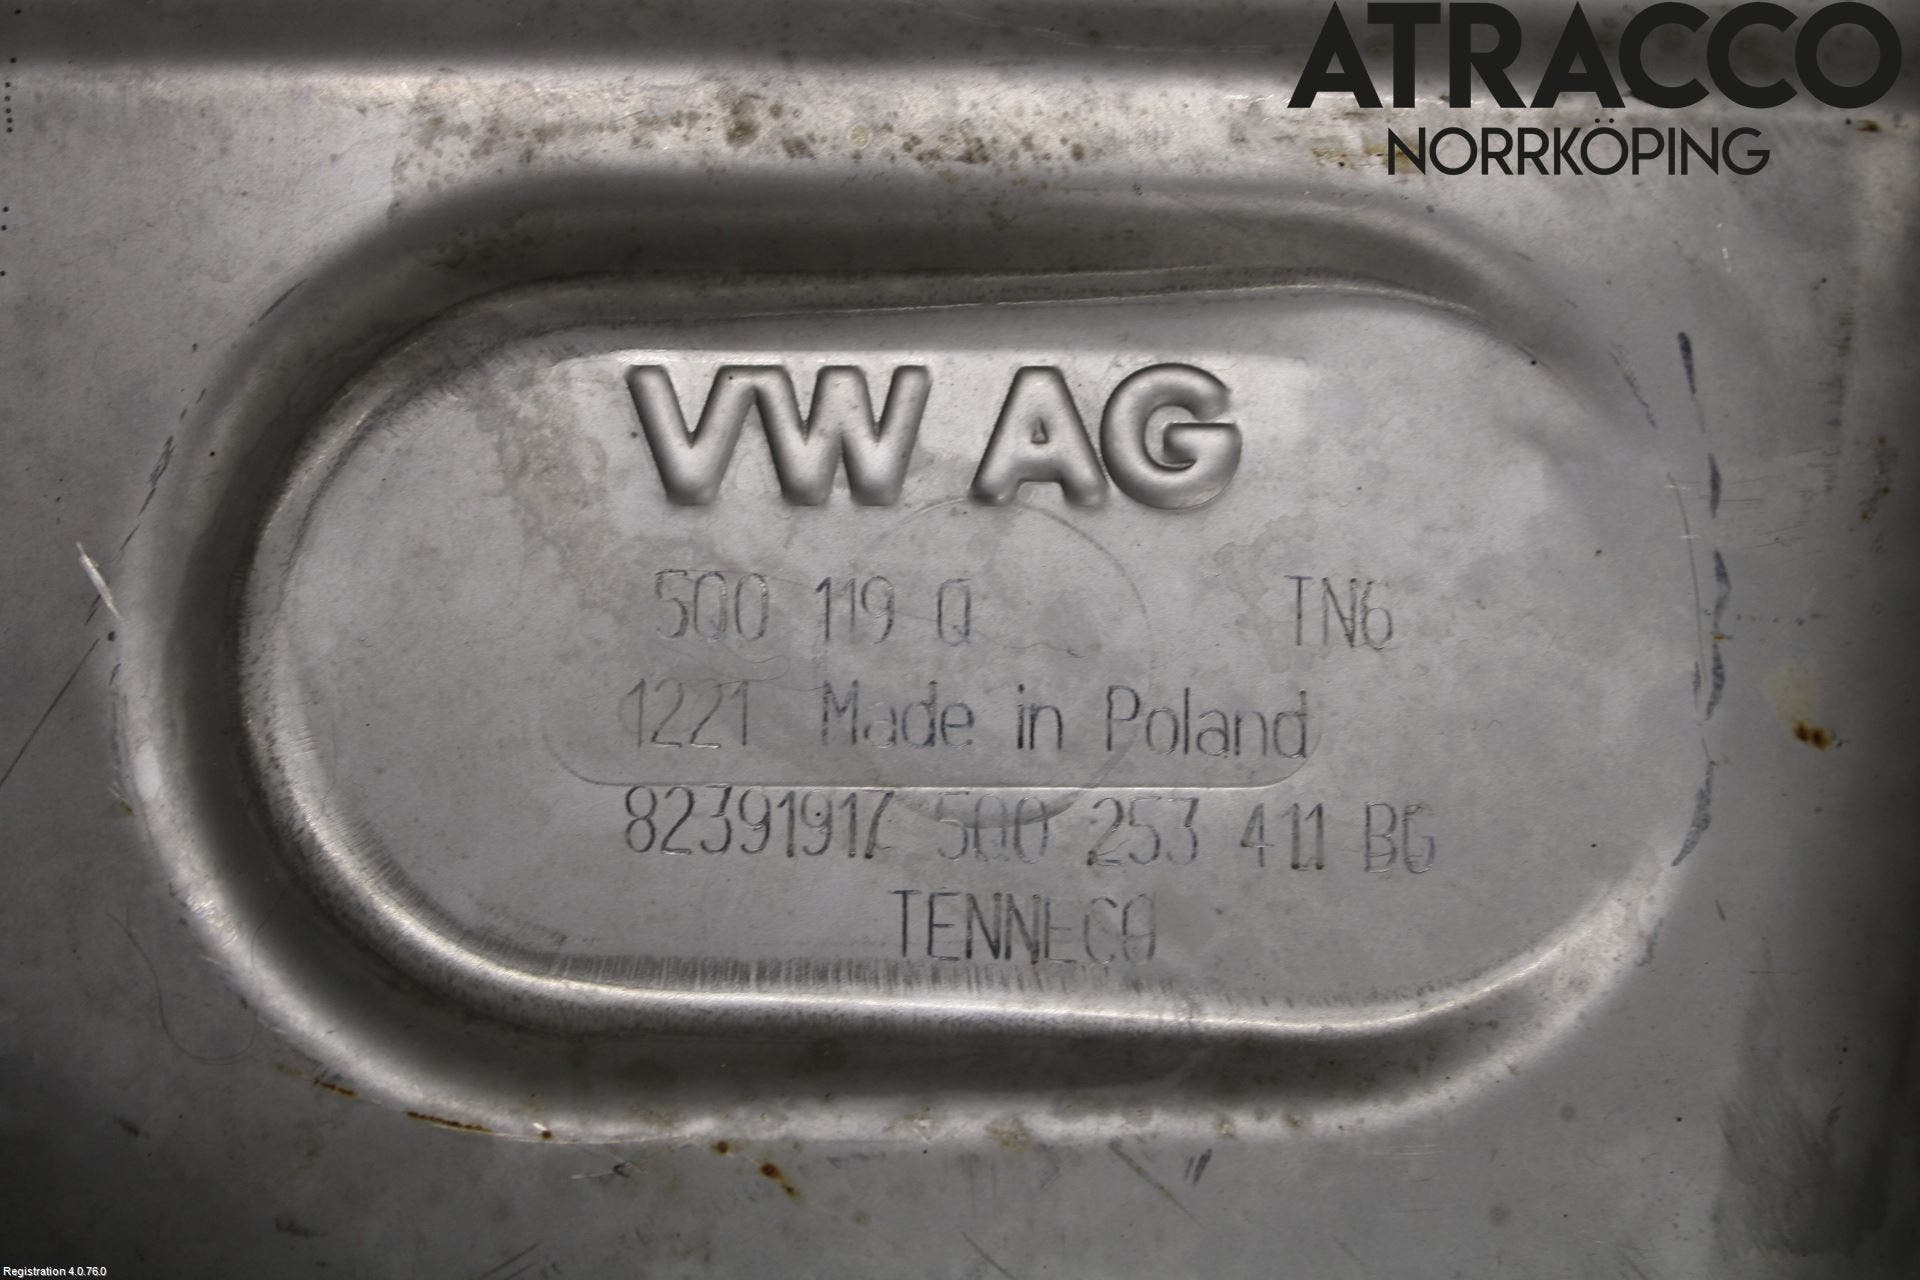 ATRACCO
NORRKÖPING
VW AG
5Q0 119 Q TN6
1221 Made in Poland
82391917 5Q0 253 411 BG
TENNECO
Registration 4.0.76.0